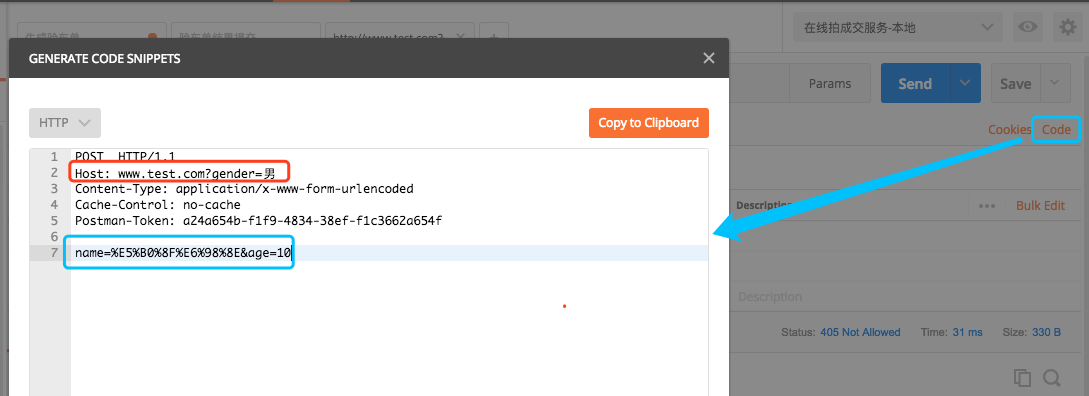 生成验布单
验布单结果提交
http://www.test.com?
在线拍成交服务-本地
GENERATE CODE SNIPPETS
Params
Send
Save
HTTP
Copy to Clipboard
Cookies
Code
1 POST HTTP/1.1
2 Host: www.test.com?gender=男
3 Content-Type: application/x-www-form-urlencoded
4 Cache-Control: no-cache
5 Postman-Token: a24a654b-f1f9-4834-38ef-f1c3662a654f
6
7 name=%E5%B0%8F%E6%98%8E&age=10
Description
Bulk Edit
Description
Status: 405 Not Allowed
Time: 31 ms
Size: 330 B